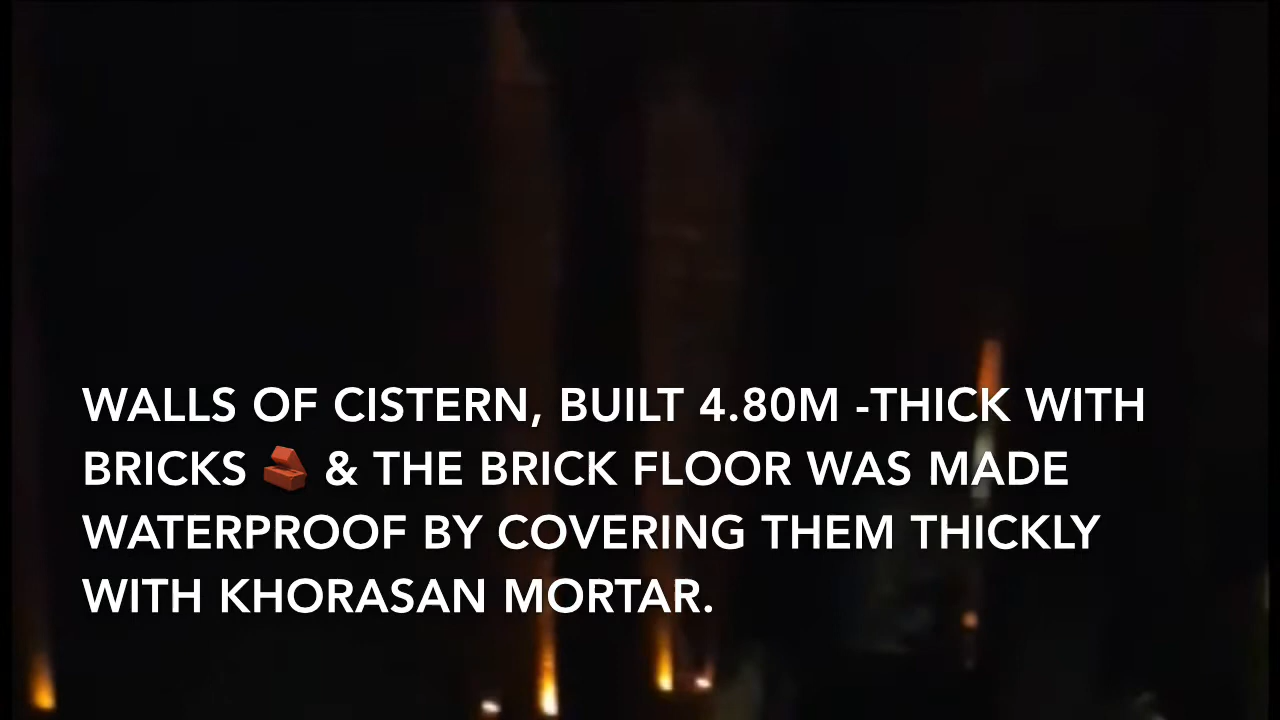 WALLS OF CISTERN, BUILT 4.80M -THICK WITH
BRICKS 🧱 & THE BRICK FLOOR WAS MADE
WATERPROOF BY COVERING THEM THICKLY
WITH KHORASAN MORTAR.